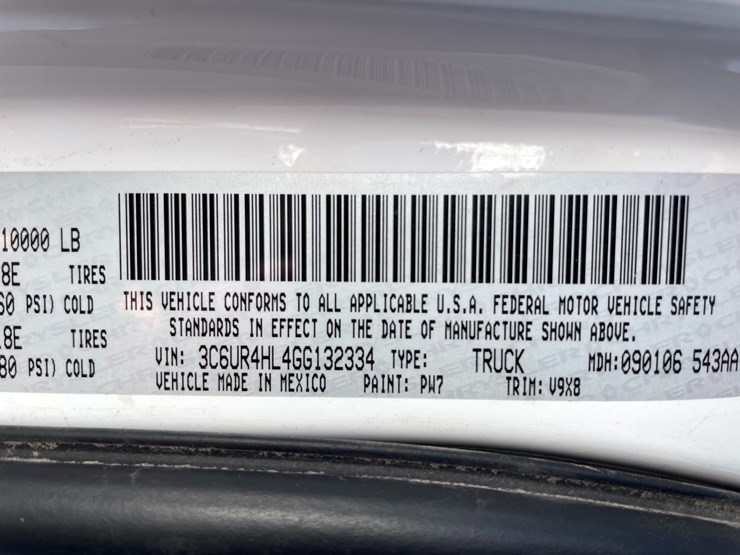 10000 LB
8E TIRES
60 PSI) COLD
8E TIRES
80 PSI) COLD
THIS VEHICLE CONFORMS TO ALL APPLICABLE U.S.A. FEDERAL MOTOR VEHICLE SAFETY
STANDARDS IN EFFECT ON THE DATE OF MANUFACTURE SHOWN ABOVE.
VIN: 3C6UR4HL4GG132334 TYPE: TRUCK MDH:090106 543AA
VEHICLE MADE IN MEXICO PAINT: PW7 TRIM: V9X8